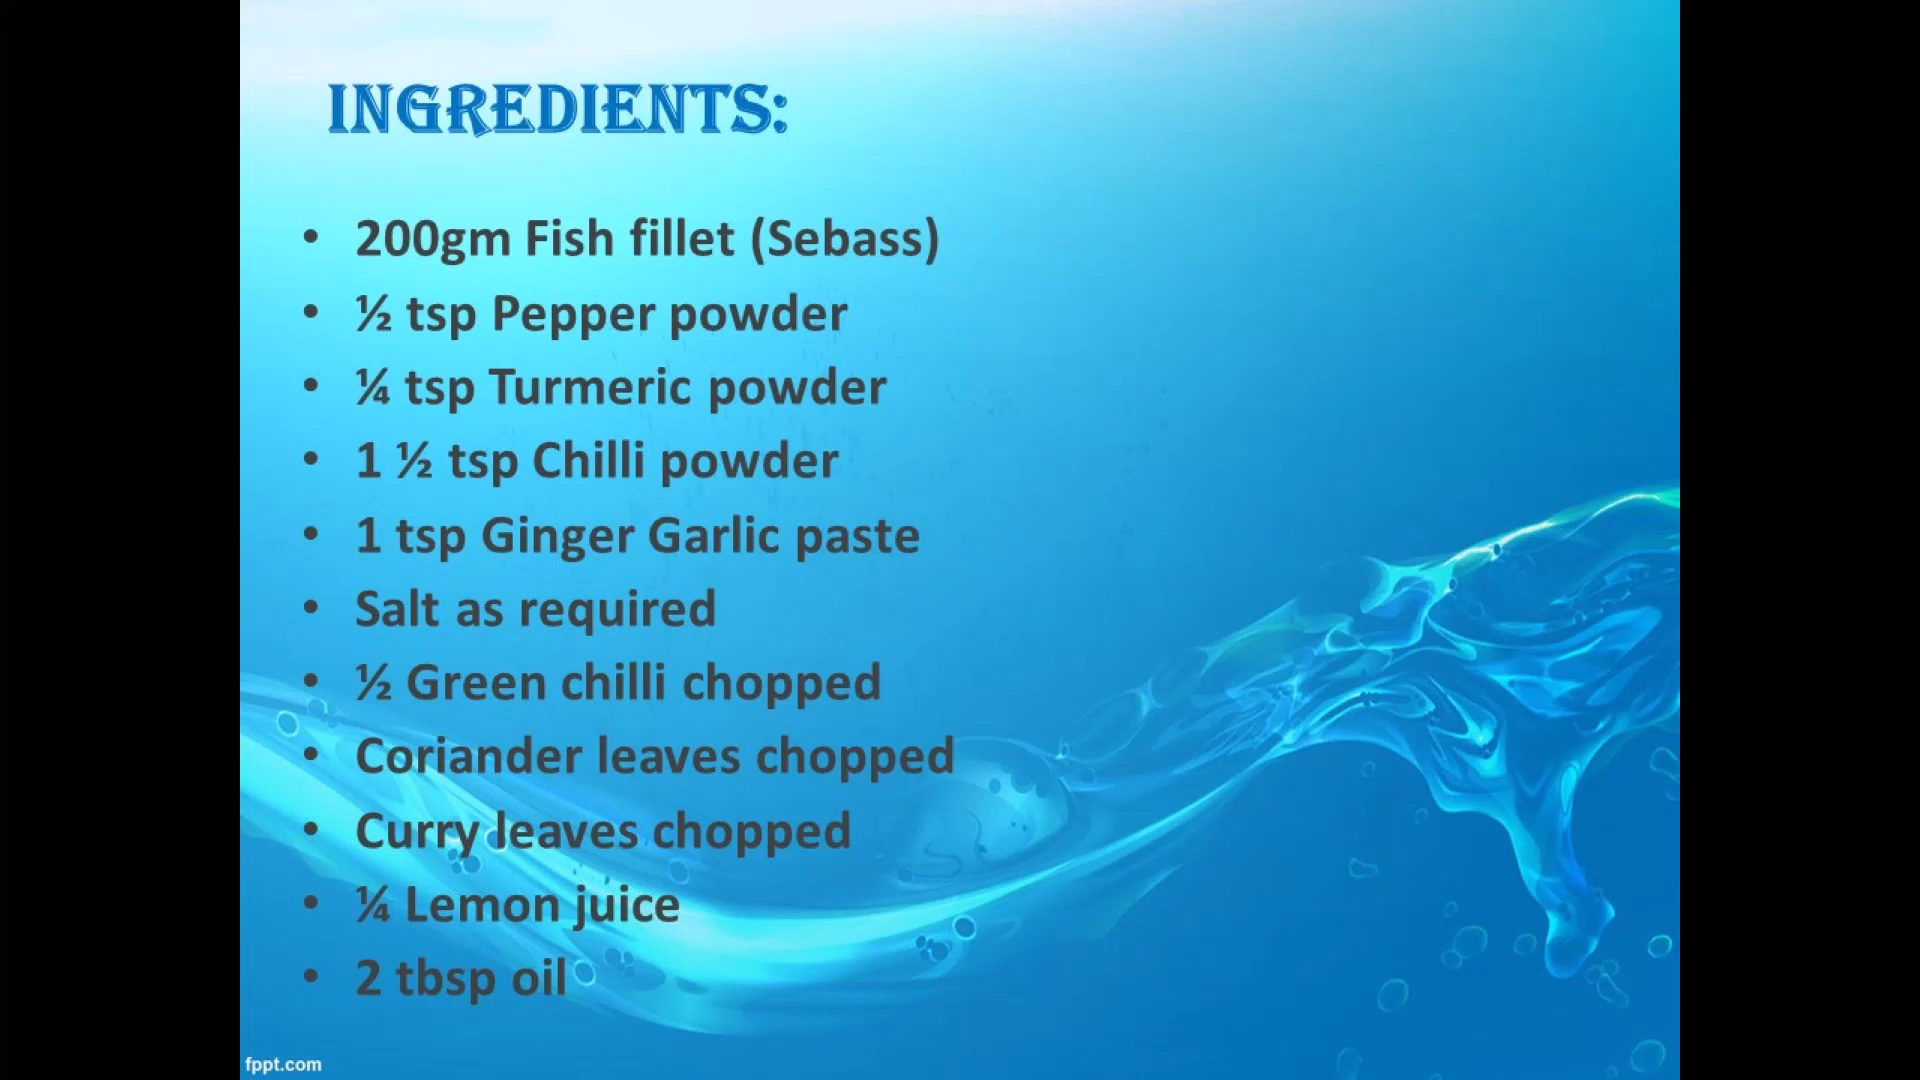 INGREDIENTS:
• 200gm Fish fillet (Sebass)
• ½ tsp Pepper powder
• ¼ tsp Turmeric powder
• 1 ½ tsp Chilli powder
• 1 tsp Ginger Garlic paste
• Salt as required
• ½ Green chilli chopped
• Coriander leaves chopped
• Curry leaves chopped
• ¼ Lemon juice
• 2 tbsp oil
fppt.com